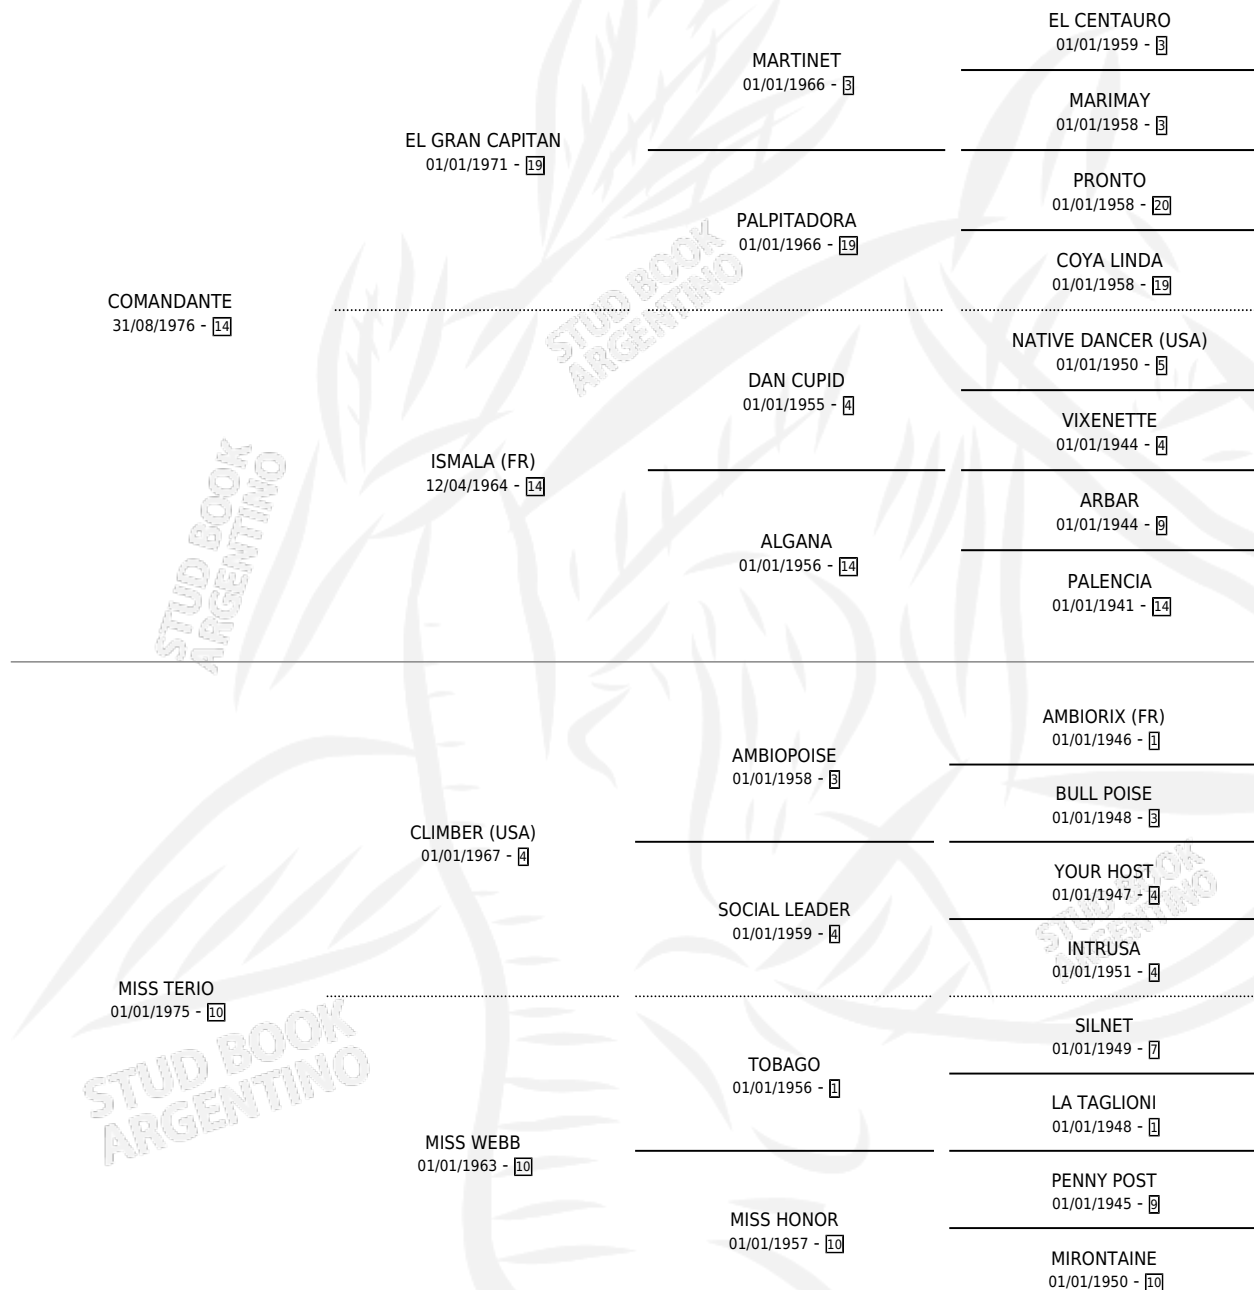 EL CENTAURO
01/01/1959 - 3
MARTINET
01/01/1966 - 3
MARIMAY
01/01/1958 - 3
EL GRAN CAPITAN
01/01/1971 - 19
PRONTO
01/01/1958 - 20
PALPITADORA
01/01/1966 - 19
COYA LINDA
01/01/1958 - 19
COMANDANTE
31/08/1976 - 14
NATIVE DANCER (USA)
01/01/1950 - 5
DAN CUPID
01/01/1955 - 4
VIXENETTE
01/01/1944 - 4
ISMALA (FR)
12/04/1964 - 14
ARBAR
01/01/1944 - 9
ALGANA
01/01/1956 - 14
PALENCIA
01/01/1941 - 14
STUD BOOK
ARGENTINO
STUD BOOK
ARGENTINO
AMBIORIX (FR)
01/01/1946 - 1
AMBIOPOISE
01/01/1958 - 3
BULL POISE
01/01/1948 - 3
CLIMBER (USA)
01/01/1967 - 4
YOUR HOST
01/01/1947 - 4
SOCIAL LEADER
01/01/1959 - 4
INTRUSA
01/01/1951 - 4
STUD BOOK
ARGENTINO
MISS TERIO
01/01/1975 - 10
SILNET
01/01/1949 - 7
TOBAGO
01/01/1956 - 1
LA TAGLIONI
01/01/1948 - 1
STUD BOOK
ARGENTINO
MISS WEBB
01/01/1963 - 10
PENNY POST
01/01/1945 - 9
MISS HONOR
01/01/1957 - 10
MIRONTAINE
01/01/1950 - 10